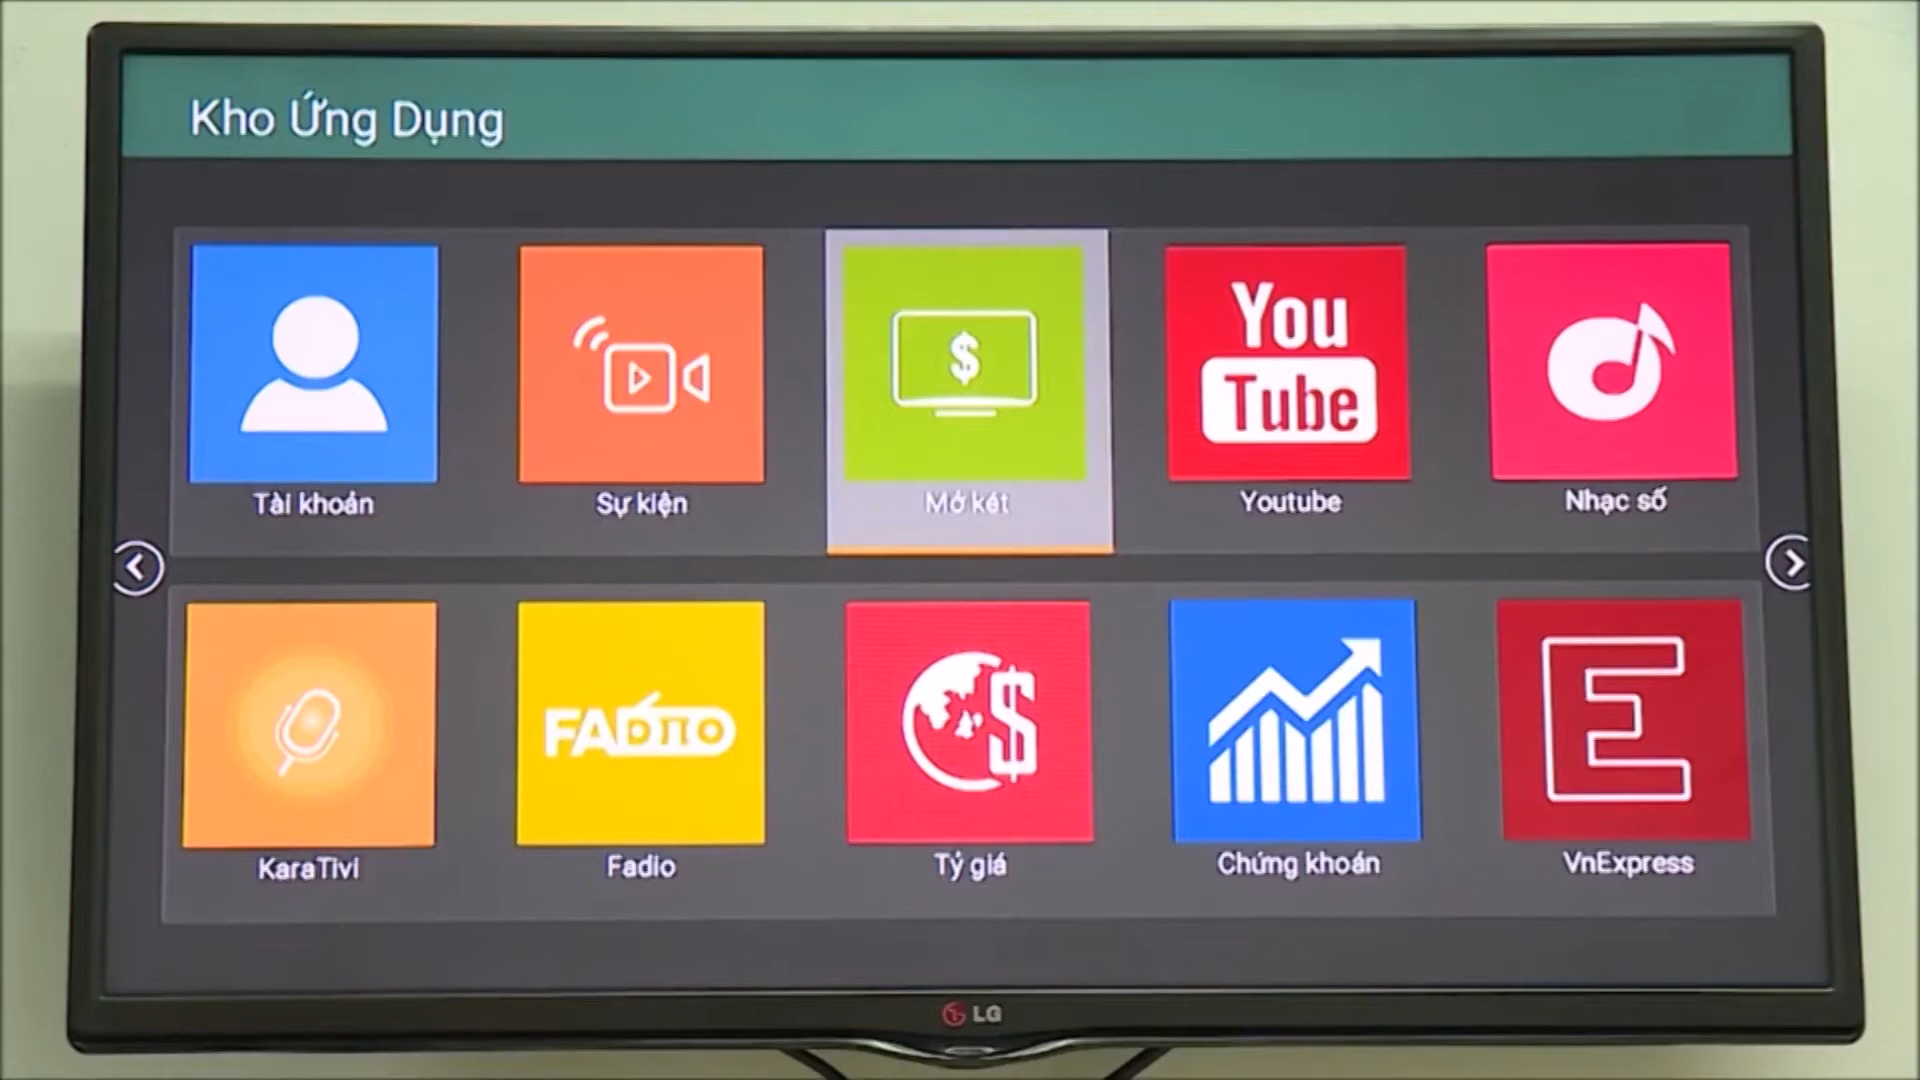 Kho Ứng Dụng
Tài khoản
Sự kiện
$
Mở két
You
Tube
Youtube
Nhạc số
KaraTivi
FADIO
Fadio
$
Tỷ giá
Chứng khoán
E
VnExpress
LG